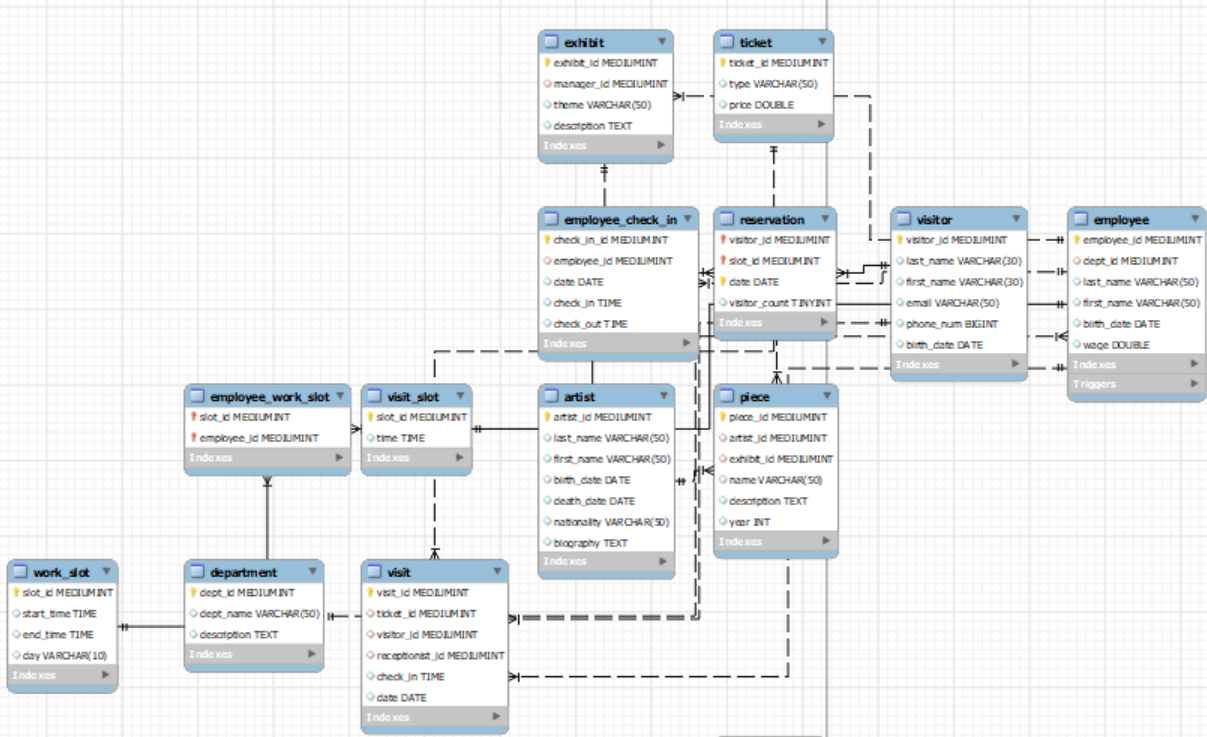 exhibit
exhibit_id MEDIUMINT
manager_id MEDIUMINT
theme VARCHAR(50)
description TEXT
Indexes
ticket
ticket_id MEDIUMINT
type VARCHAR(50)
price DOUBLE
Indexes
employee_check_in
check_in_id MEDIUMINT
employee_id MEDIUMINT
date DATE
check_in TIME
check_out TIME
Indexes
reservation
visitor_id MEDIUMINT
slot_id MEDIUMINT
date DATE
visitor_count TINYINT
Indexes
visitor
visitor_id MEDIUMINT
last_name VARCHAR(30)
first_name VARCHAR(30)
email VARCHAR(50)
phone_num BIGINT
birth_date DATE
Indexes
employee
employee_id MEDIUMINT
dept_id MEDIUMINT
last_name VARCHAR(50)
first_name VARCHAR(50)
birth_date DATE
wage DOUBLE
Indexes
Triggers
employee_work_slot
slot_id MEDIUMINT
employee_id MEDIUMINT
Indexes
visit_slot
slot_id MEDIUMINT
time TIME
Indexes
artist
artist_id MEDIUMINT
last_name VARCHAR(50)
first_name VARCHAR(50)
birth_date DATE
death_date DATE
nationality VARCHAR(50)
biography TEXT
Indexes
piece
piece_id MEDIUMINT
artist_id MEDIUMINT
exhibit_id MEDIUMINT
name VARCHAR(50)
description TEXT
year INT
Indexes
work_slot
slot_id MEDIUMINT
start_time TIME
end_time TIME
day VARCHAR(10)
Indexes
department
dept_id MEDIUMINT
dept_name VARCHAR(50)
description TEXT
Indexes
visit
visit_id MEDIUMINT
ticket_id MEDIUMINT
visitor_id MEDIUMINT
receptionist_id MEDIUMINT
check_in TIME
date DATE
Indexes